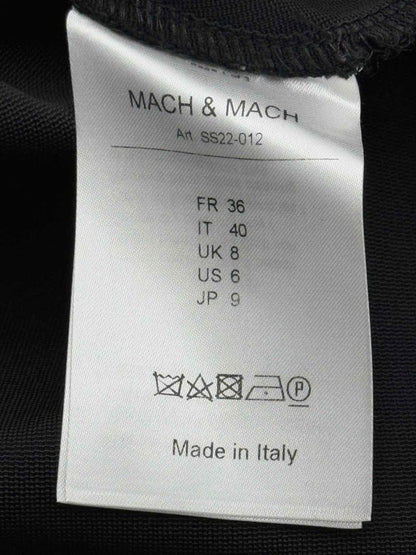 MACH & MACH
Art. SS22-012
FR 36
IT 40
UK 8
US 6
JP 9
P
Made in Italy